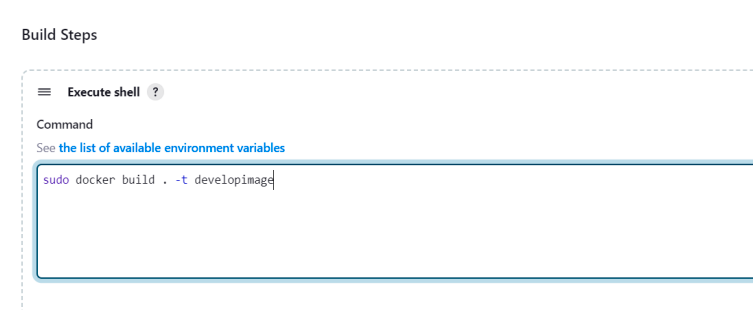 Build Steps
Execute shell ?
Command
See the list of available environment variables
sudo docker build . -t developimage